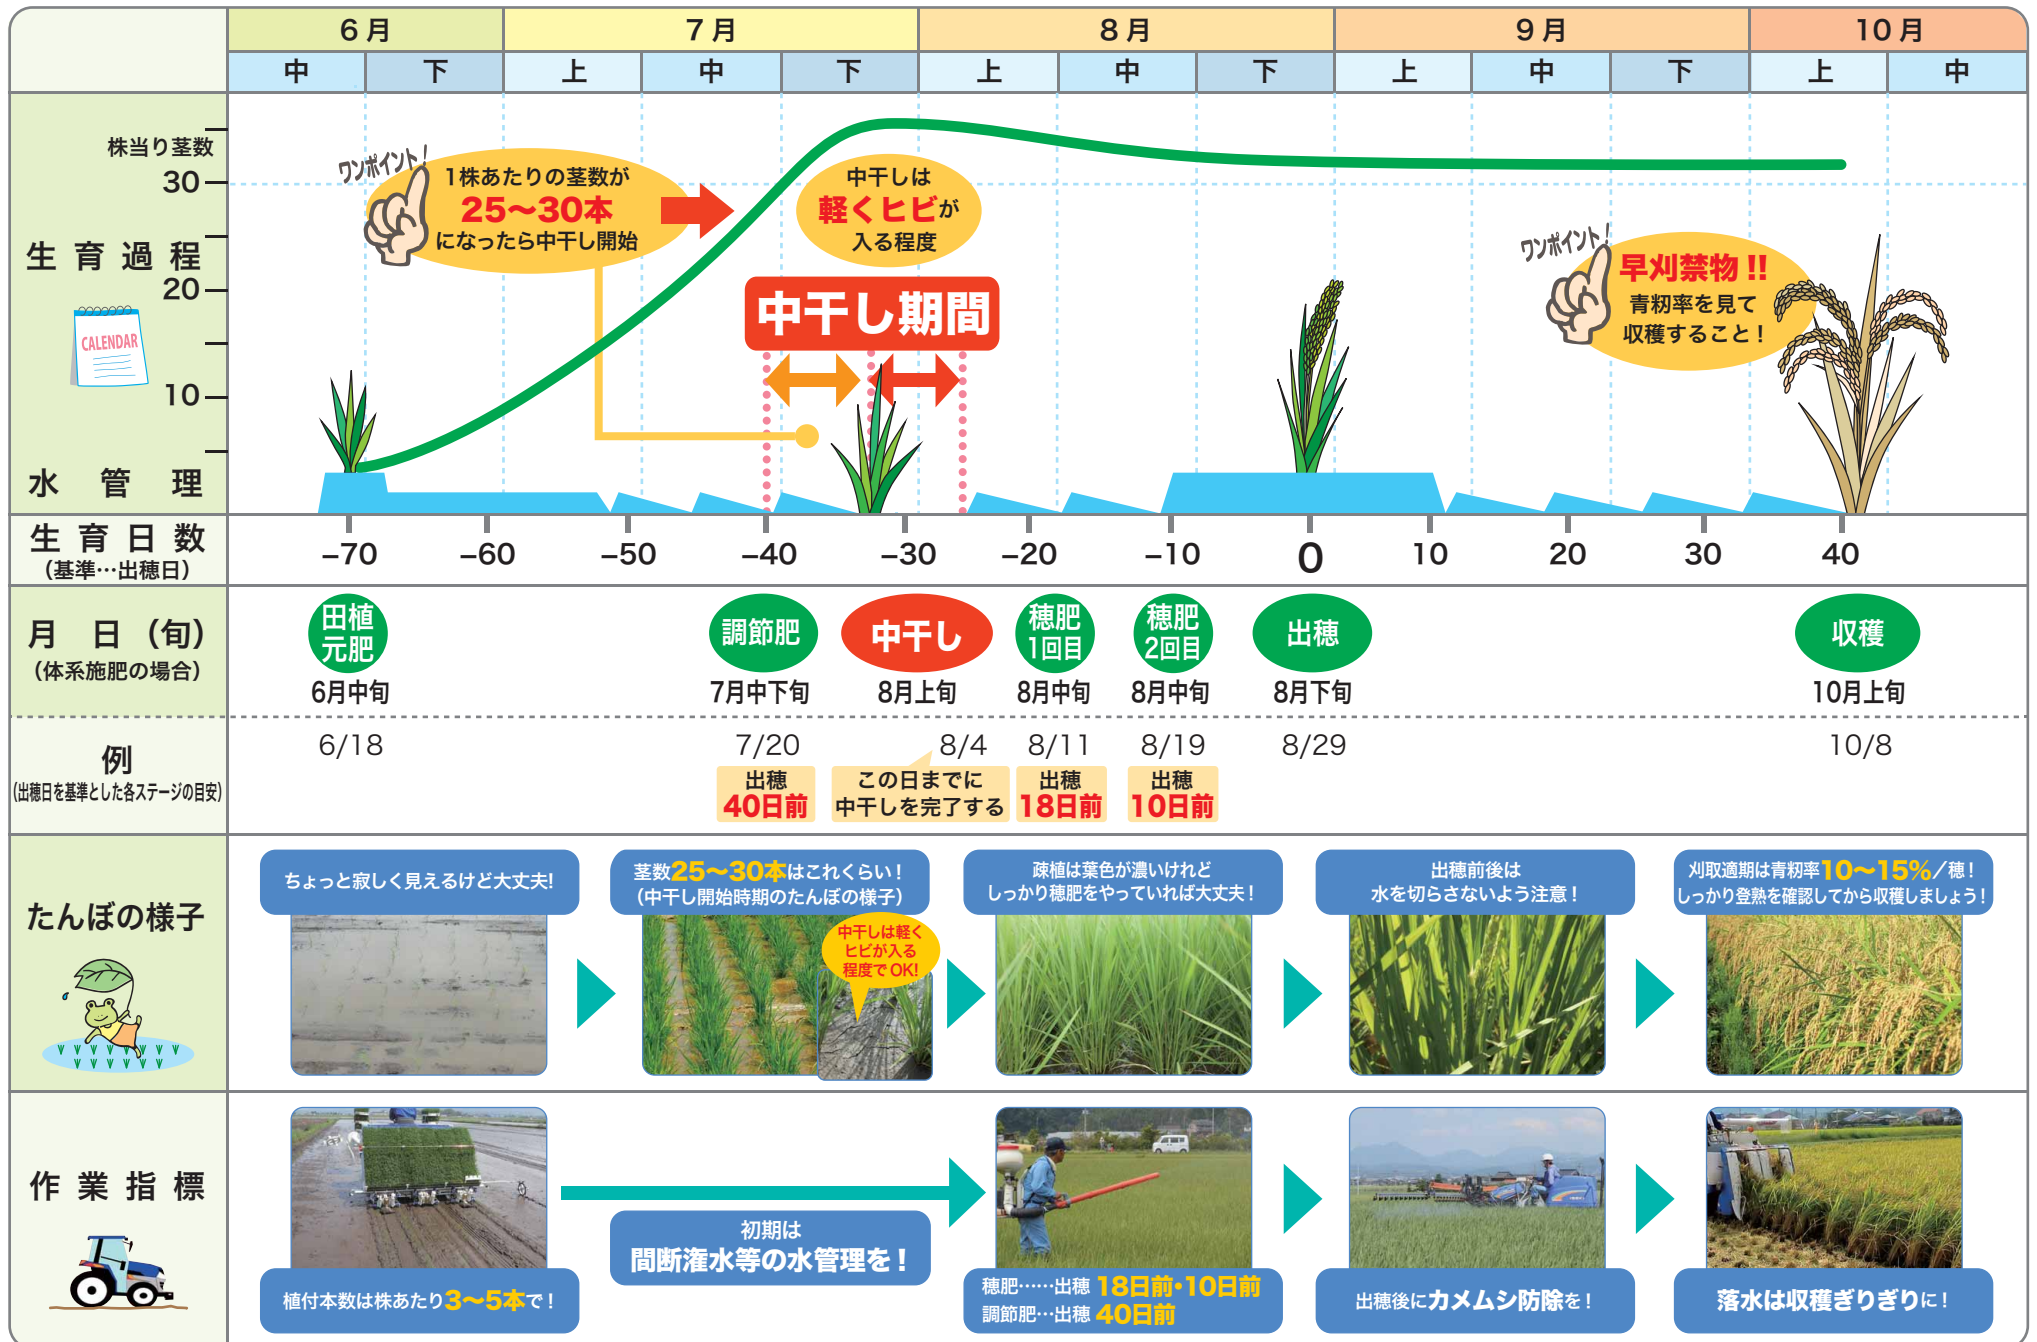 6月
7月
8月
9月
10月
中
下
上
中
下
上
中
下
上
中
下
上
中
生育過程
株当り茎数
30
20
10
CALENDAR
水管理
ワンポイント!
1株あたりの茎数が
25〜30本
になったら中干し開始
中干しは
軽くヒビが
入る程度
中干し期間
ワンポイント!
早刈禁物!!
青籾率を見て
収穫すること!
生育日数
(基準…出穂日)
−70
−60
−50
−40
−30
−20
−10
0
10
20
30
40
月日(旬)
(体系施肥の場合)
田植
元肥
6月中旬
調節肥
7月中下旬
中干し
8月上旬
穂肥
1回目
8月中旬
穂肥
2回目
8月中旬
出穂
8月下旬
収穫
10月上旬
例
(出穂日を基準とした各ステージの目安)
6/18
7/20
出穂
40日前
8/4
この日までに
中干しを完了する
8/11
出穂
18日前
8/19
出穂
10日前
8/29
10/8
たんぼの様子
ちょっと寂しく見えるけど大丈夫!
茎数25〜30本はこれくらい!
(中干し開始時期のたんぼの様子)
中干しは軽く
ヒビが入る
程度でOK!
疎植は葉色が濃いけれど
しっかり穂肥をやっていれば大丈夫!
出穂前後は
水を切らさないよう注意!
刈取適期は青籾率10〜15%/穂!
しっかり登熟を確認してから収穫しましょう!
作業指標
植付本数は株あたり3〜5本で!
初期は
間断潅水等の水管理を!
穂肥……出穂 18日前・10日前
調節肥…出穂 40日前
出穂後にカメムシ防除を!
落水は収穫ぎりぎりに!